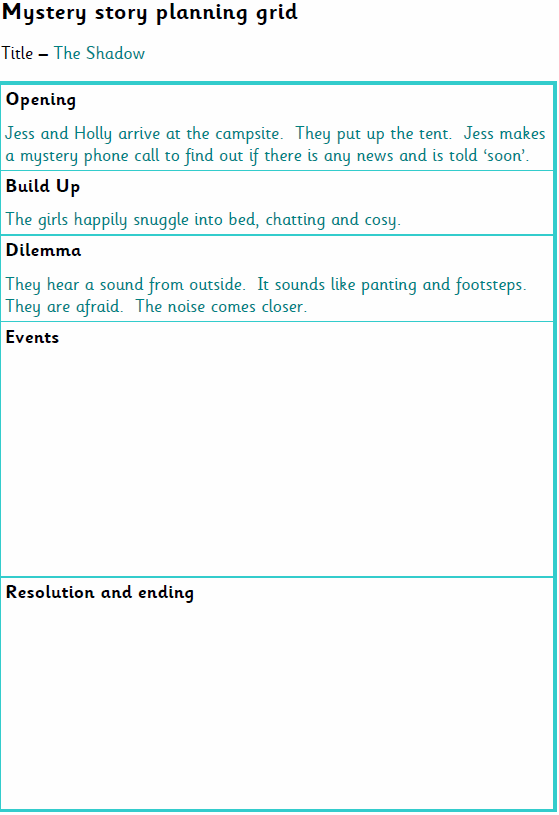 Mystery story planning grid
Title – The Shadow
Opening
Jess and Holly arrive at the campsite. They put up the tent. Jess makes
a mystery phone call to find out if there is any news and is told ‘soon’.
Build Up
The girls happily snuggle into bed, chatting and cosy.
Dilemma
They hear a sound from outside. It sounds like panting and footsteps.
They are afraid. The noise comes closer.
Events
Resolution and ending